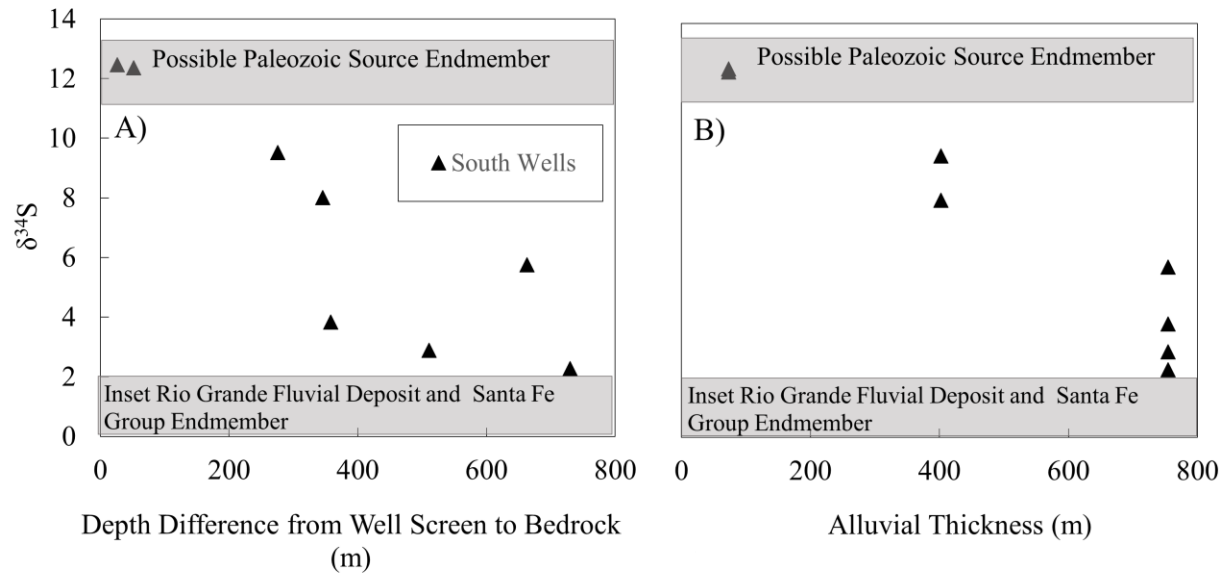 14
12
10
8
6
4
2
0
δ³⁴S
Possible Paleozoic Source Endmember
A)
▲ South Wells
Inset Rio Grande Fluvial Deposit and Santa Fe
Group Endmember
0 200 400 600 800
Depth Difference from Well Screen to Bedrock
(m)
Possible Paleozoic Source Endmember
B)
Inset Rio Grande Fluvial Deposit and Santa Fe
Group Endmember
0 200 400 600 800
Alluvial Thickness (m)